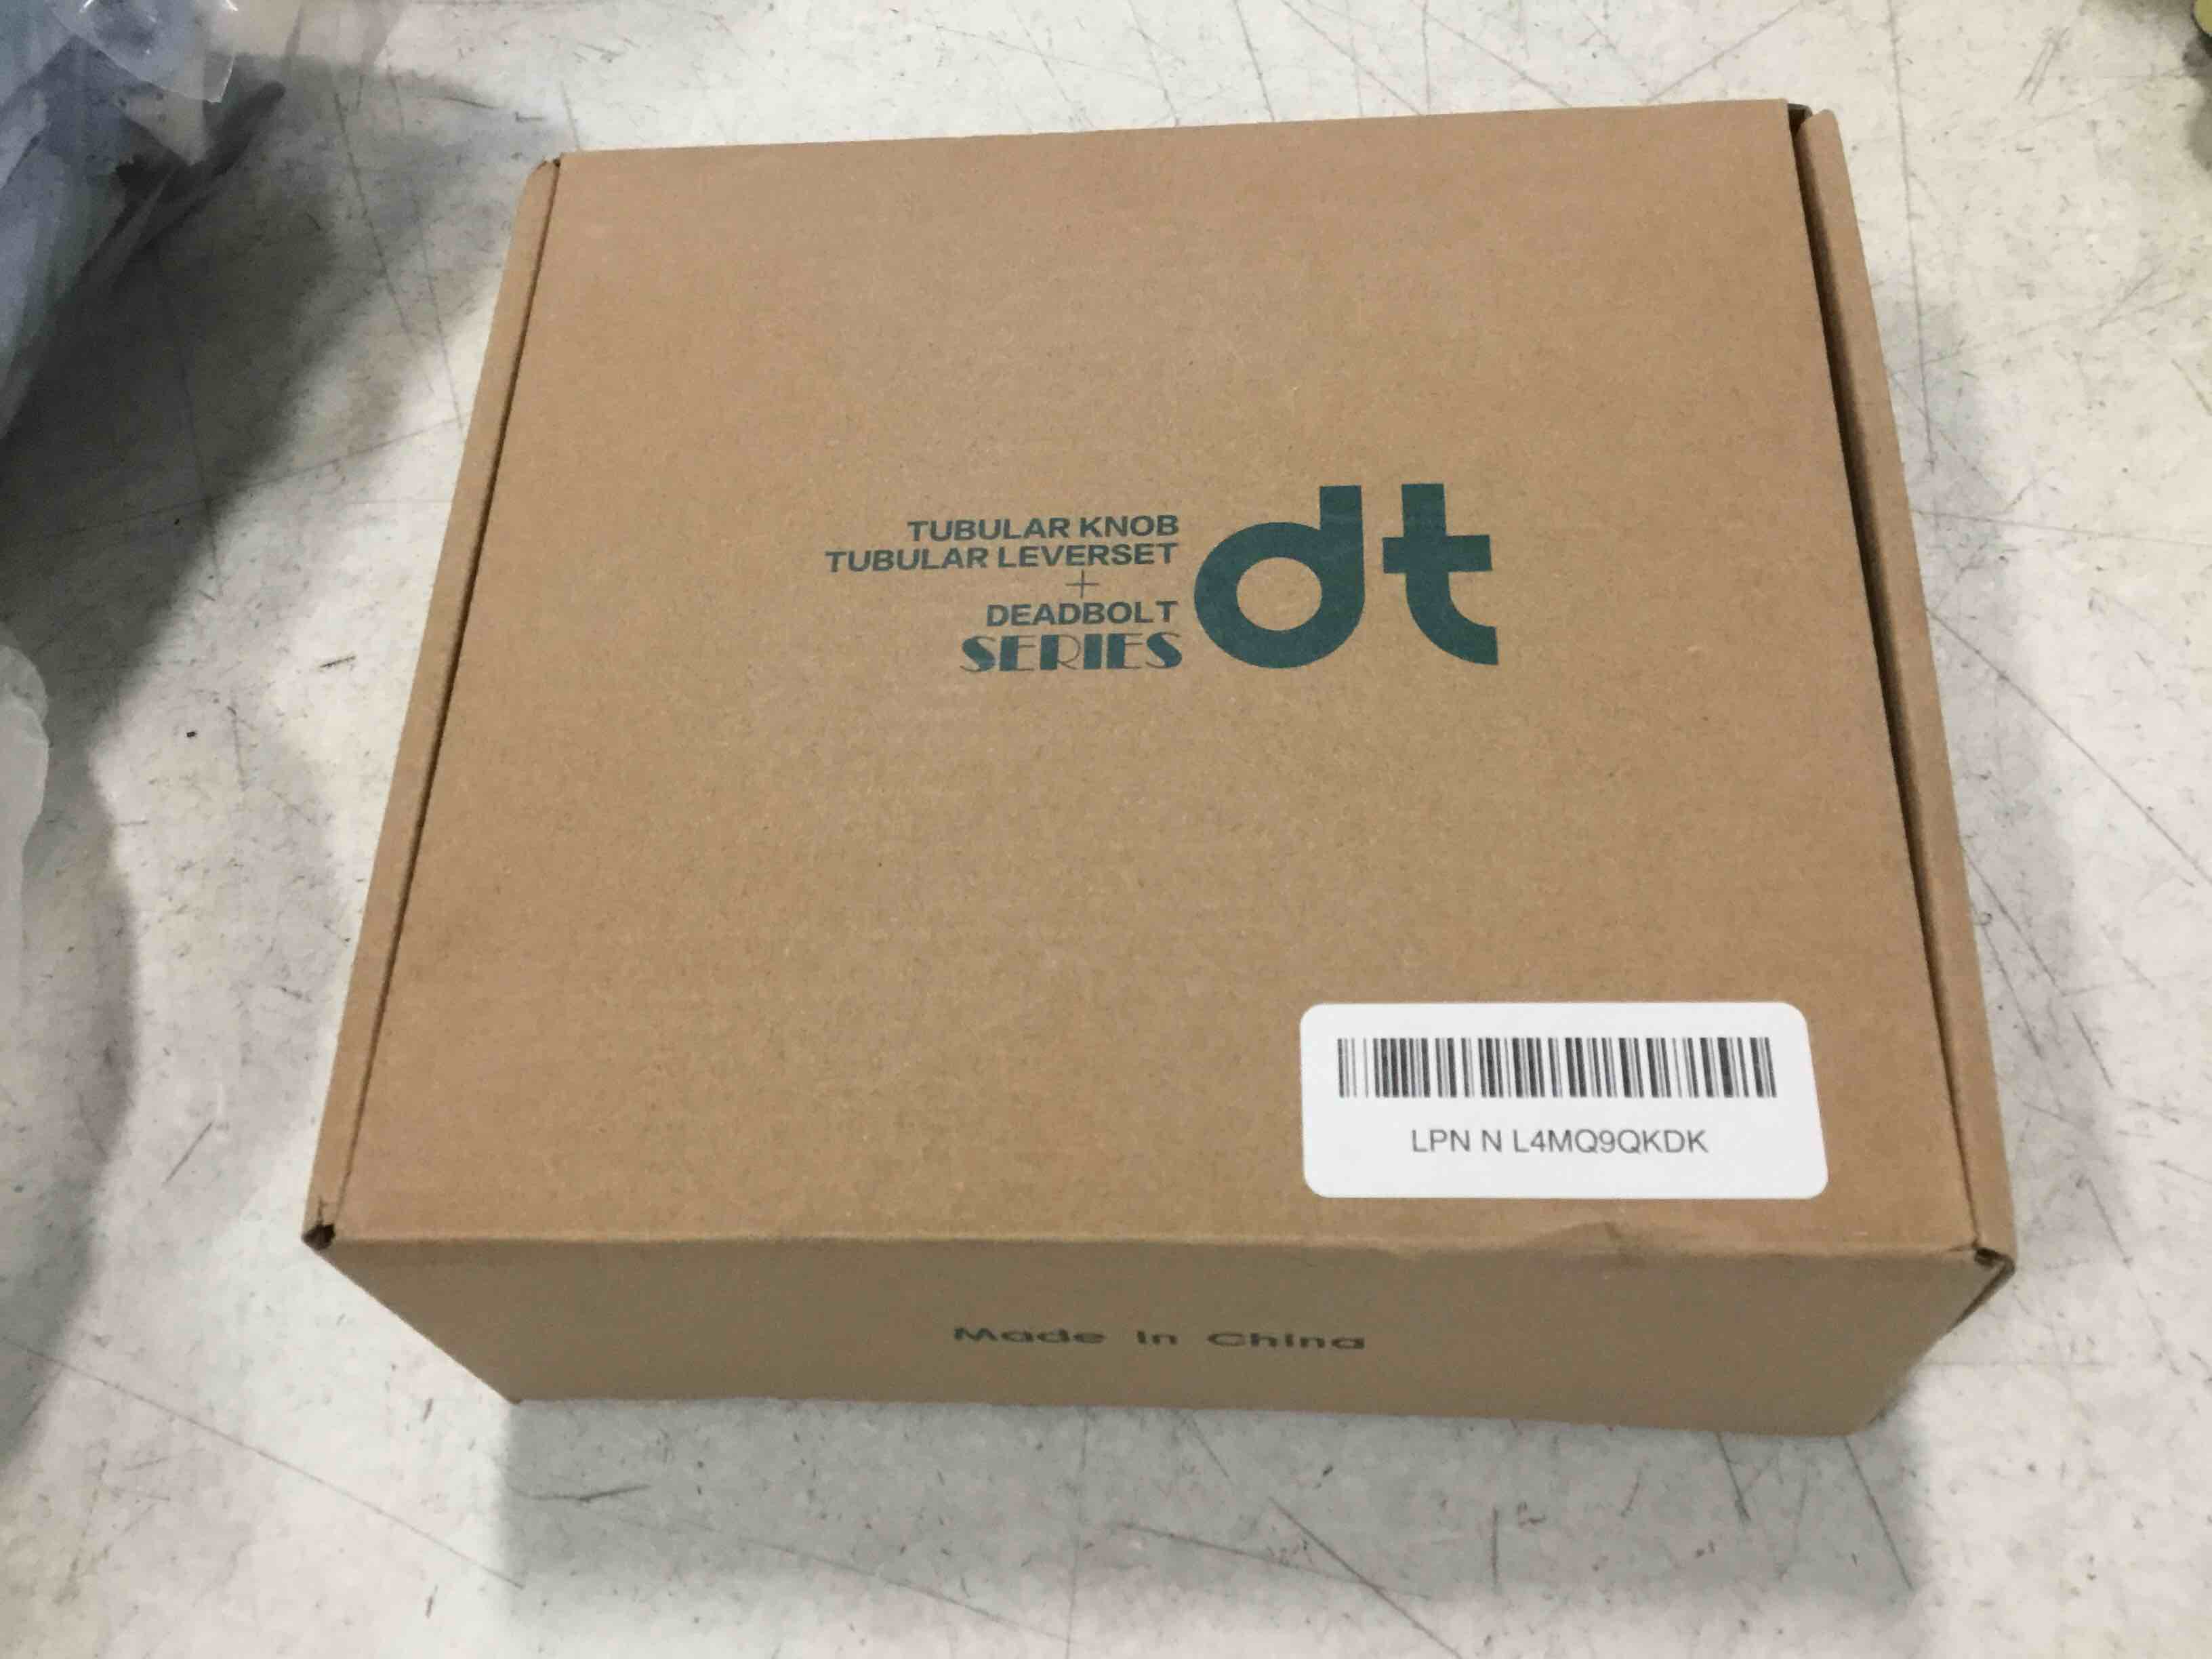 TUBULAR KNOB
TUBULAR LEVERSET
+
DEADBOLT
SERIES
dt
LPN N L4MQ9QKDK
Made In China